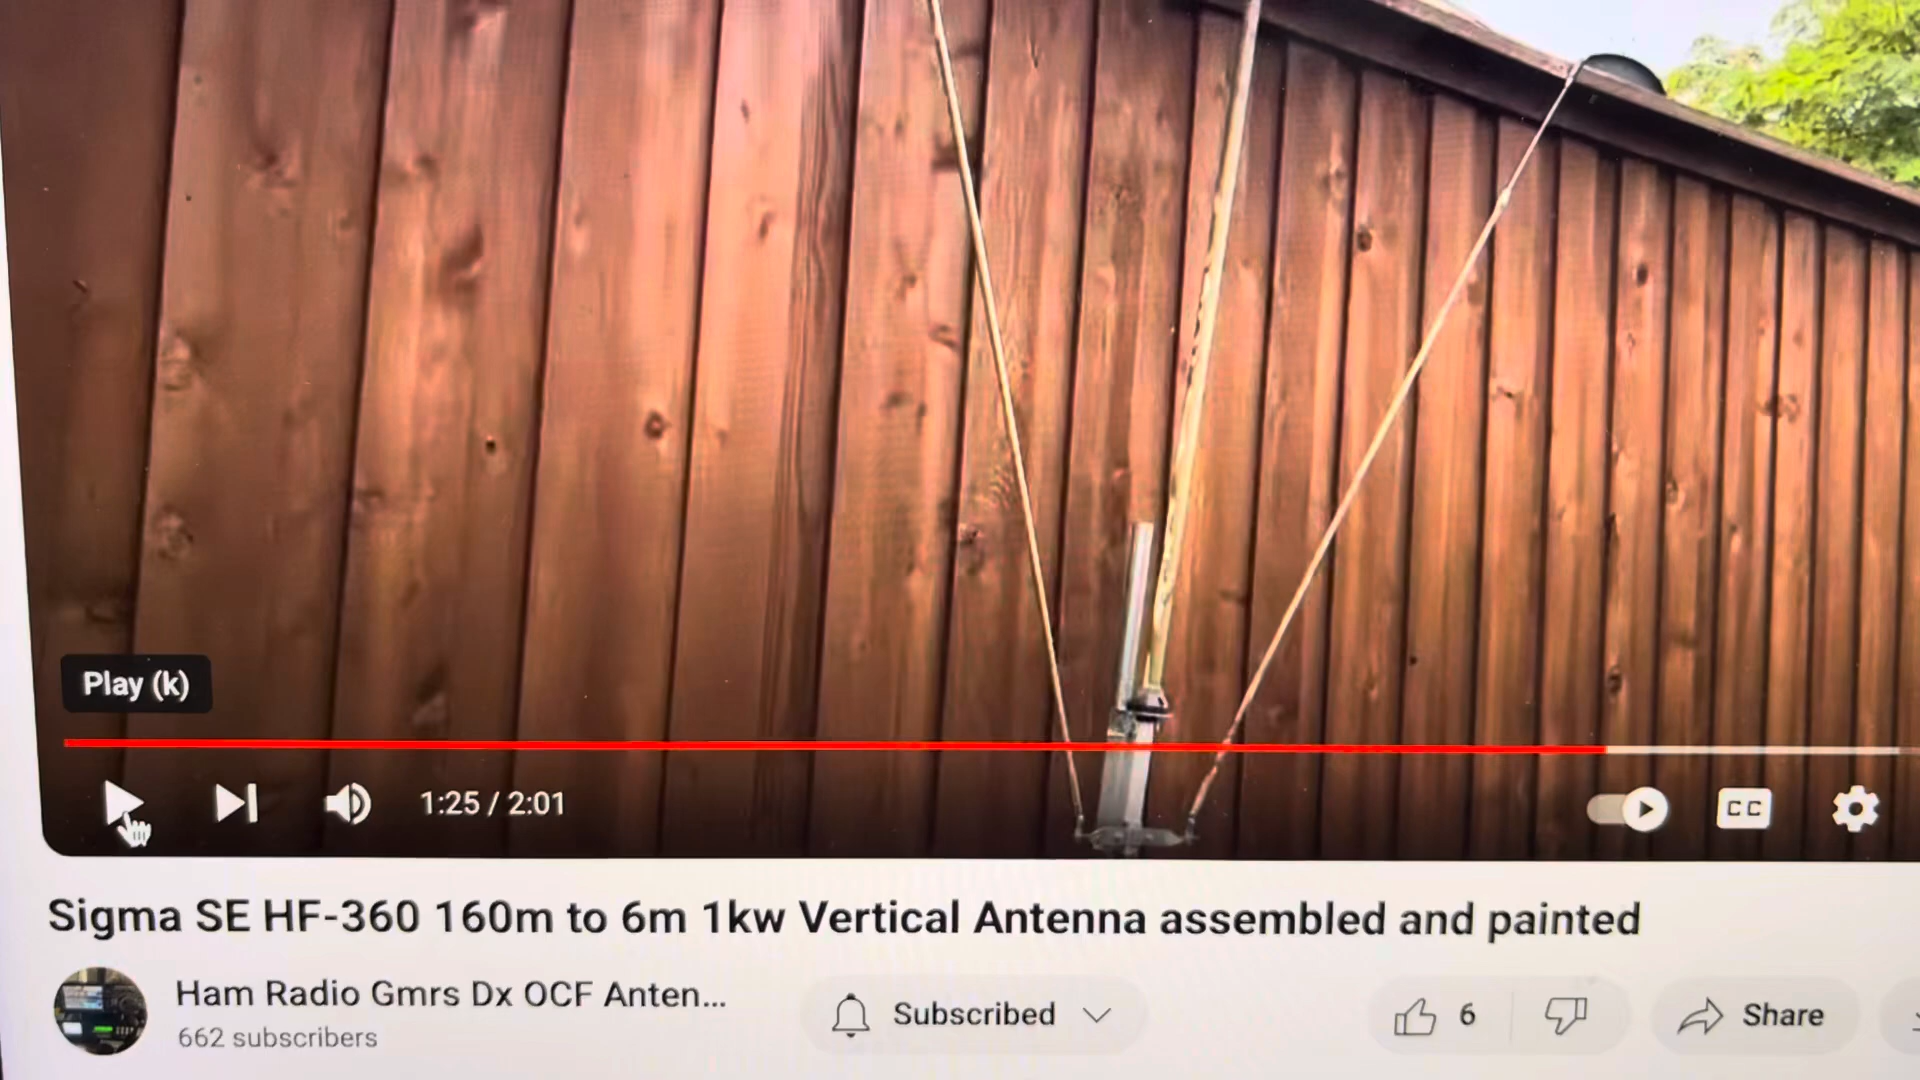 Play (k)
1:25 / 2:01
CC
Sigma SE HF-360 160m to 6m 1kw Vertical Antenna assembled and painted
Ham Radio Gmrs Dx OCF Anten...
Subscribed
6
Share
662 subscribers